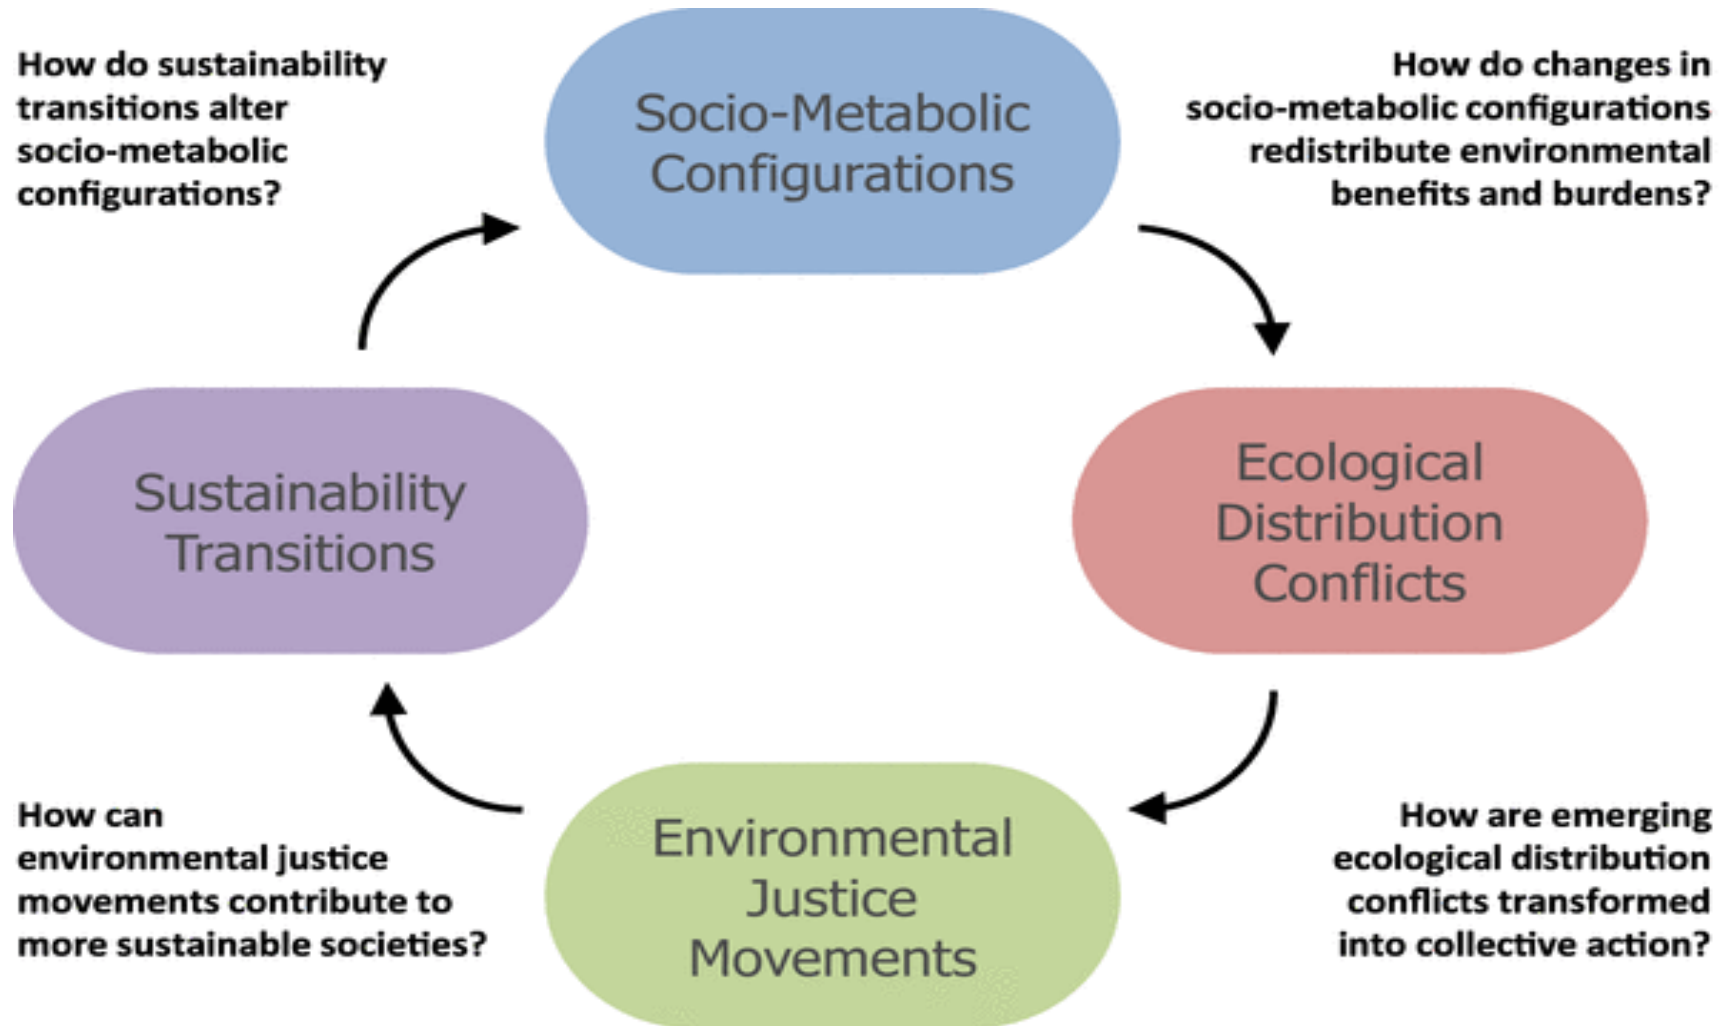 How do sustainability
transitions alter
socio-metabolic
configurations?
Socio-Metabolic
Configurations
How do changes in
socio-metabolic configurations
redistribute environmental
benefits and burdens?
Sustainability
Transitions
Ecological
Distribution
Conflicts
How can
environmental justice
movements contribute to
more sustainable societies?
Environmental
Justice
Movements
How are emerging
ecological distribution
conflicts transformed
into collective action?